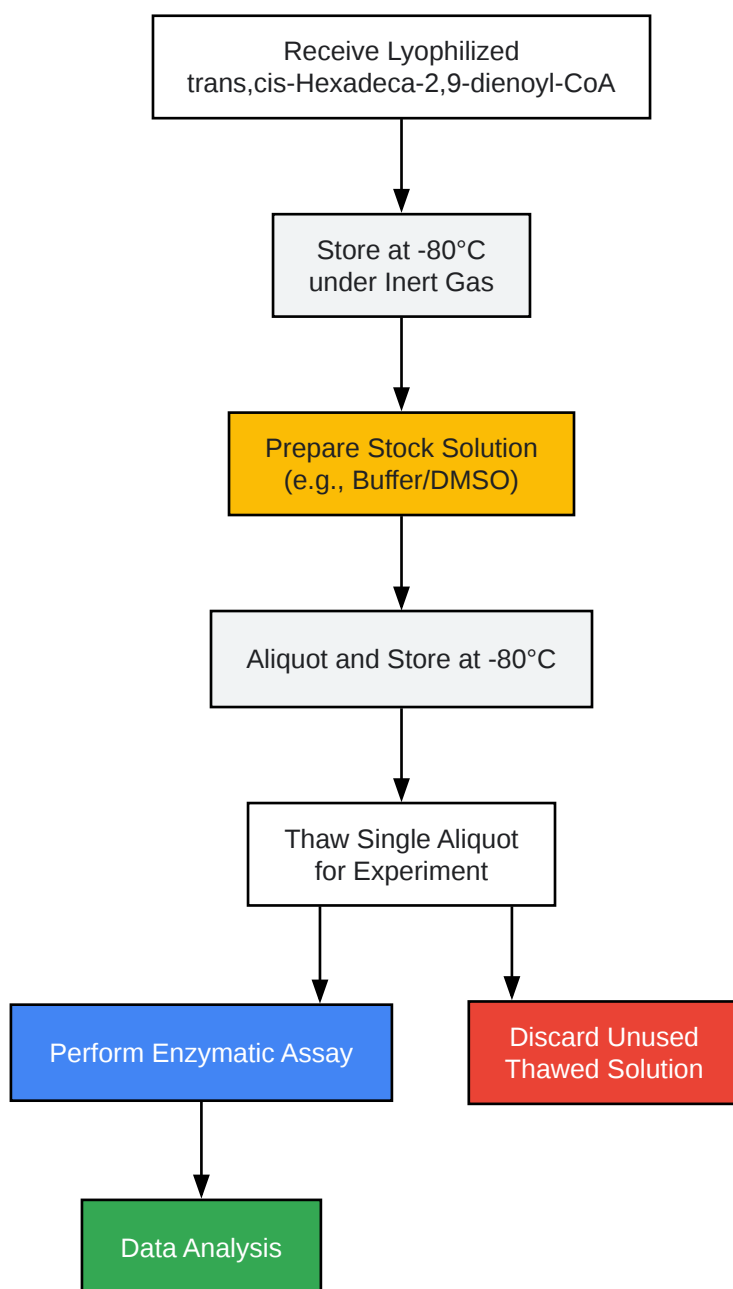 Receive Lyophilized
trans,cis-Hexadeca-2,9-dienoyl-CoA
Store at -80°C
under Inert Gas
Prepare Stock Solution
(e.g., Buffer/DMSO)
Aliquot and Store at -80°C
Thaw Single Aliquot
for Experiment
Perform Enzymatic Assay
Discard Unused
Thawed Solution
Data Analysis